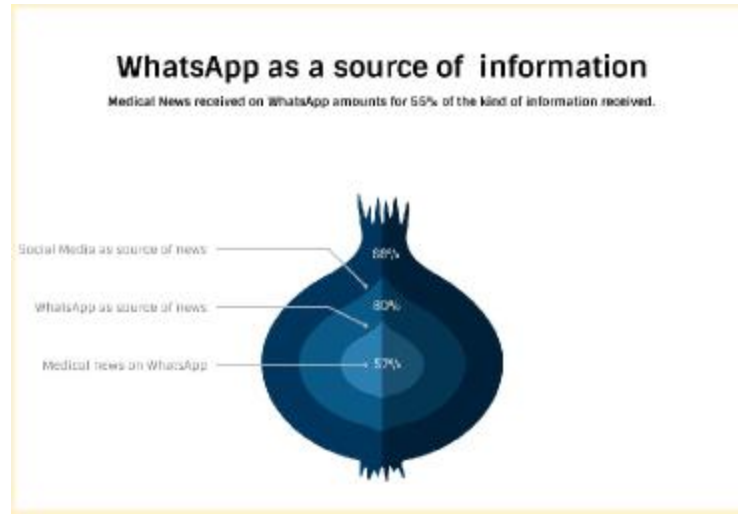 WhatsApp as a source of information
Medical News received on WhatsApp amounts for 55% of the kind of information received.
Social Media as source of news
80%
WhatsApp as source of news
57%
Medical news on WhatsApp